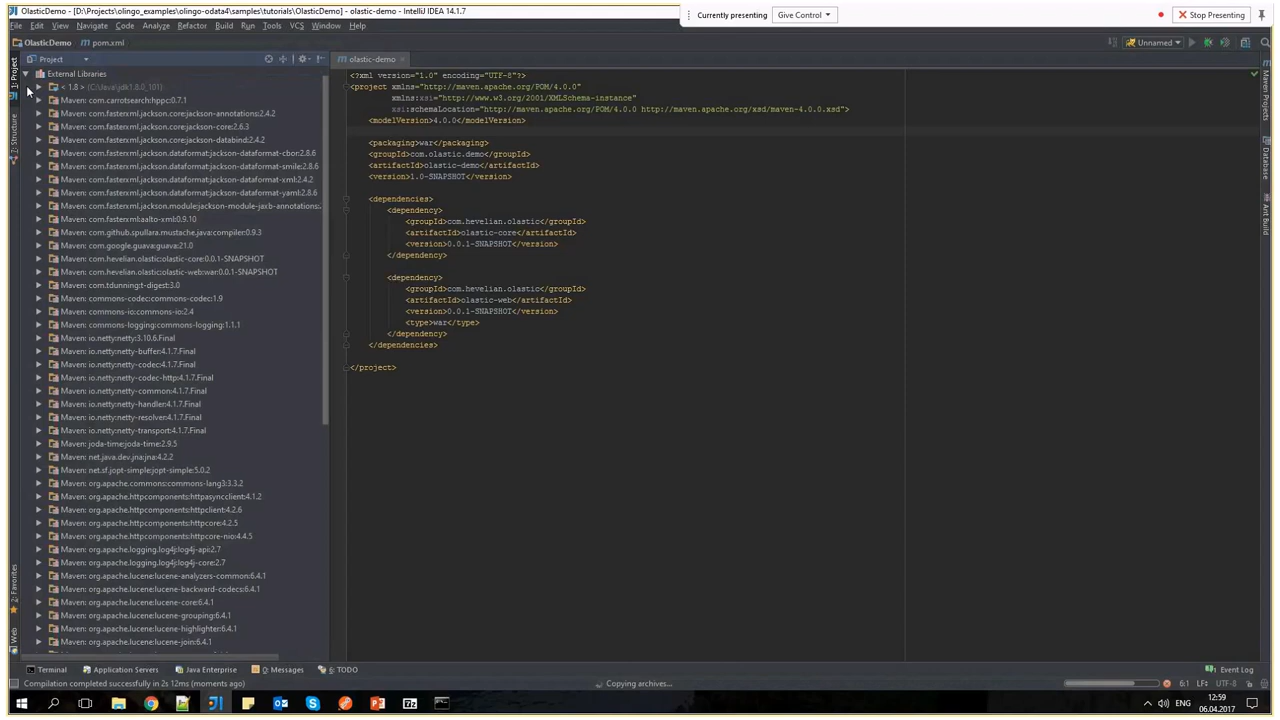 OlasticDemo - [D:\Projects\olingo_examples\olingo-odata4\samples\tutorials\OlasticDemo] - [olastic-demo] - IntelliJ IDEA 14.1.7
Currently presenting
Give Control
Stop Presenting
File Edit View Navigate Code Analyze Refactor Build Run Tools VCS Window Help
OlasticDemo
pom.xml
Unnamed
Project
olastic-demo
1: Project
7: Structure
2: Favorites
Web
Maven Projects
Database
Ant Build
External Libraries
< 1.8 > (C:\Java\jdk1.8.0_101)
Maven: com.carrotsearch:hppc:0.7.1
Maven: com.fasterxml.jackson.core:jackson-annotations:2.4.2
Maven: com.fasterxml.jackson.core:jackson-core:2.6.3
Maven: com.fasterxml.jackson.core:jackson-databind:2.4.2
Maven: com.fasterxml.jackson.dataformat:jackson-dataformat-cbor:2.8.6
Maven: com.fasterxml.jackson.dataformat:jackson-dataformat-smile:2.8.6
Maven: com.fasterxml.jackson.dataformat:jackson-dataformat-xml:2.4.2
Maven: com.fasterxml.jackson.dataformat:jackson-dataformat-yaml:2.8.6
Maven: com.fasterxml.jackson.module:jackson-module-jaxb-annotations:
Maven: com.fasterxml:aalto-xml:0.9.10
Maven: com.github.spullara.mustache.java:compiler:0.9.3
Maven: com.google.guava:guava:21.0
Maven: com.hevelian.olastic:olastic-core:0.0.1-SNAPSHOT
Maven: com.hevelian.olastic:olastic-web:war:0.0.1-SNAPSHOT
Maven: com.tdunning:t-digest:3.0
Maven: commons-codec:commons-codec:1.9
Maven: commons-io:commons-io:2.4
Maven: commons-logging:commons-logging:1.1.1
Maven: io.netty:netty:3.10.6.Final
Maven: io.netty:netty-buffer:4.1.7.Final
Maven: io.netty:netty-codec:4.1.7.Final
Maven: io.netty:netty-codec-http:4.1.7.Final
Maven: io.netty:netty-common:4.1.7.Final
Maven: io.netty:netty-handler:4.1.7.Final
Maven: io.netty:netty-resolver:4.1.7.Final
Maven: io.netty:netty-transport:4.1.7.Final
Maven: joda-time:joda-time:2.9.5
Maven: net.java.dev.jna:jna:4.2.2
Maven: net.sf.jopt-simple:jopt-simple:5.0.2
Maven: org.apache.commons:commons-lang3:3.3.2
Maven: org.apache.httpcomponents:httpasyncclient:4.1.2
Maven: org.apache.httpcomponents:httpclient:4.2.6
Maven: org.apache.httpcomponents:httpcore:4.2.5
Maven: org.apache.httpcomponents:httpcore-nio:4.4.5
Maven: org.apache.logging.log4j:log4j-api:2.7
Maven: org.apache.logging.log4j:log4j-core:2.7
Maven: org.apache.lucene:lucene-analyzers-common:6.4.1
Maven: org.apache.lucene:lucene-backward-codecs:6.4.1
Maven: org.apache.lucene:lucene-core:6.4.1
Maven: org.apache.lucene:lucene-grouping:6.4.1
Maven: org.apache.lucene:lucene-highlighter:6.4.1
Maven: org.apache.lucene:lucene-join:6.4.1
<?xml version="1.0" encoding="UTF-8"?>
<project xmlns="http://maven.apache.org/POM/4.0.0"
xmlns:xsi="http://www.w3.org/2001/XMLSchema-instance"
xsi:schemaLocation="http://maven.apache.org/POM/4.0.0 http://maven.apache.org/xsd/maven-4.0.0.xsd">
<modelVersion>4.0.0</modelVersion>
<packaging>war</packaging>
<groupId>com.olastic.demo</groupId>
<artifactId>olastic-demo</artifactId>
<version>1.0-SNAPSHOT</version>
<dependencies>
<dependency>
<groupId>com.hevelian.olastic</groupId>
<artifactId>olastic-core</artifactId>
<version>0.0.1-SNAPSHOT</version>
</dependency>
<dependency>
<groupId>com.hevelian.olastic</groupId>
<artifactId>olastic-web</artifactId>
<version>0.0.1-SNAPSHOT</version>
<type>war</type>
</dependency>
</dependencies>
</project>
Terminal Application Servers Java Enterprise 0: Messages 6: TODO Event Log
Compilation completed successfully in 2s 12ms (moments ago)
Copying archives...
6:1 LF÷ UTF-8
ENG
12:59
06.04.2017